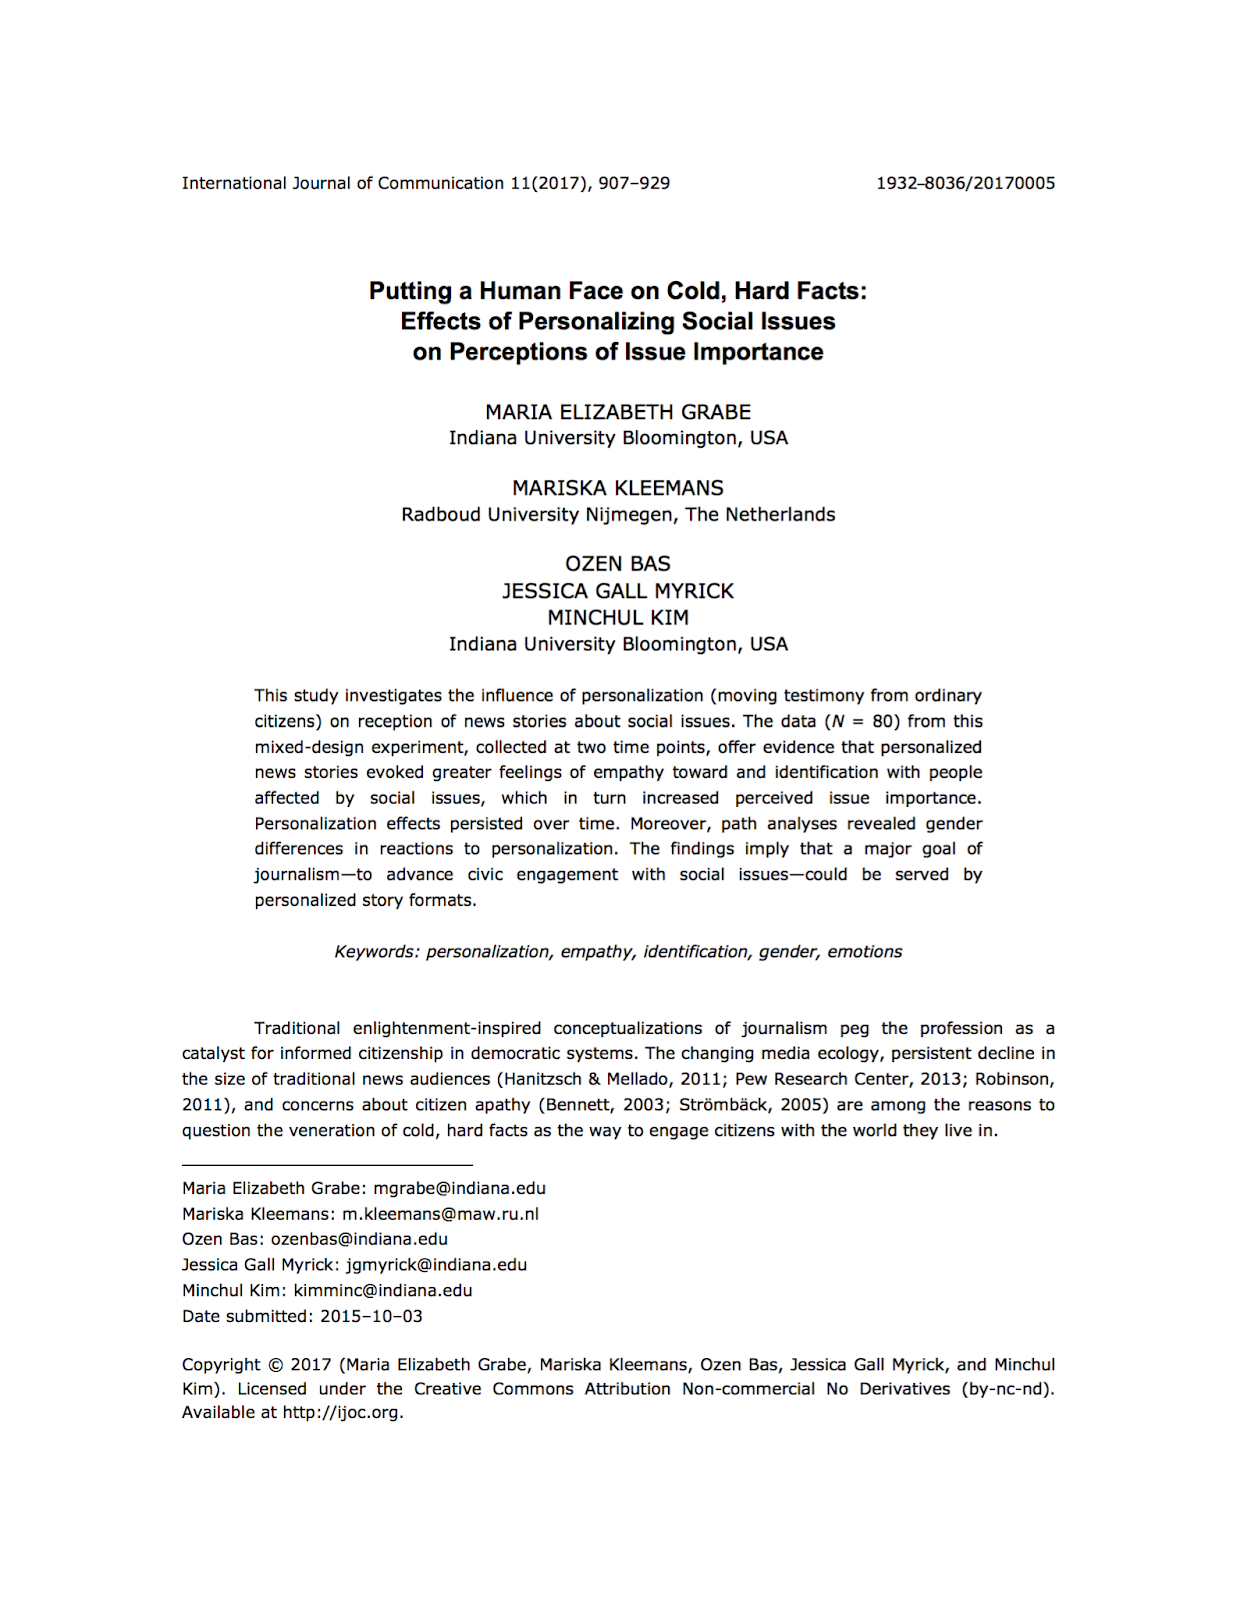 International Journal of Communication 11(2017), 907–929 1932–8036/20170005
Putting a Human Face on Cold, Hard Facts:
Effects of Personalizing Social Issues
on Perceptions of Issue Importance
MARIA ELIZABETH GRABE
Indiana University Bloomington, USA
MARISKA KLEEMANS
Radboud University Nijmegen, The Netherlands
OZEN BAS
JESSICA GALL MYRICK
MINCHUL KIM
Indiana University Bloomington, USA
This study investigates the influence of personalization (moving testimony from ordinary
citizens) on reception of news stories about social issues. The data (N = 80) from this
mixed-design experiment, collected at two time points, offer evidence that personalized
news stories evoked greater feelings of empathy toward and identification with people
affected by social issues, which in turn increased perceived issue importance.
Personalization effects persisted over time. Moreover, path analyses revealed gender
differences in reactions to personalization. The findings imply that a major goal of
journalism—to advance civic engagement with social issues—could be served by
personalized story formats.
Keywords: personalization, empathy, identification, gender, emotions
Traditional enlightenment-inspired conceptualizations of journalism peg the profession as a
catalyst for informed citizenship in democratic systems. The changing media ecology, persistent decline in
the size of traditional news audiences (Hanitzsch & Mellado, 2011; Pew Research Center, 2013; Robinson,
2011), and concerns about citizen apathy (Bennett, 2003; Strömbäck, 2005) are among the reasons to
question the veneration of cold, hard facts as the way to engage citizens with the world they live in.
Maria Elizabeth Grabe: mgrabe@indiana.edu
Mariska Kleemans: m.kleemans@maw.ru.nl
Ozen Bas: ozenbas@indiana.edu
Jessica Gall Myrick: jgmyrick@indiana.edu
Minchul Kim: kimminc@indiana.edu
Date submitted: 2015–10–03
Copyright © 2017 (Maria Elizabeth Grabe, Mariska Kleemans, Ozen Bas, Jessica Gall Myrick, and Minchul
Kim). Licensed under the Creative Commons Attribution Non-commercial No Derivatives (by-nc-nd).
Available at http://ijoc.org.